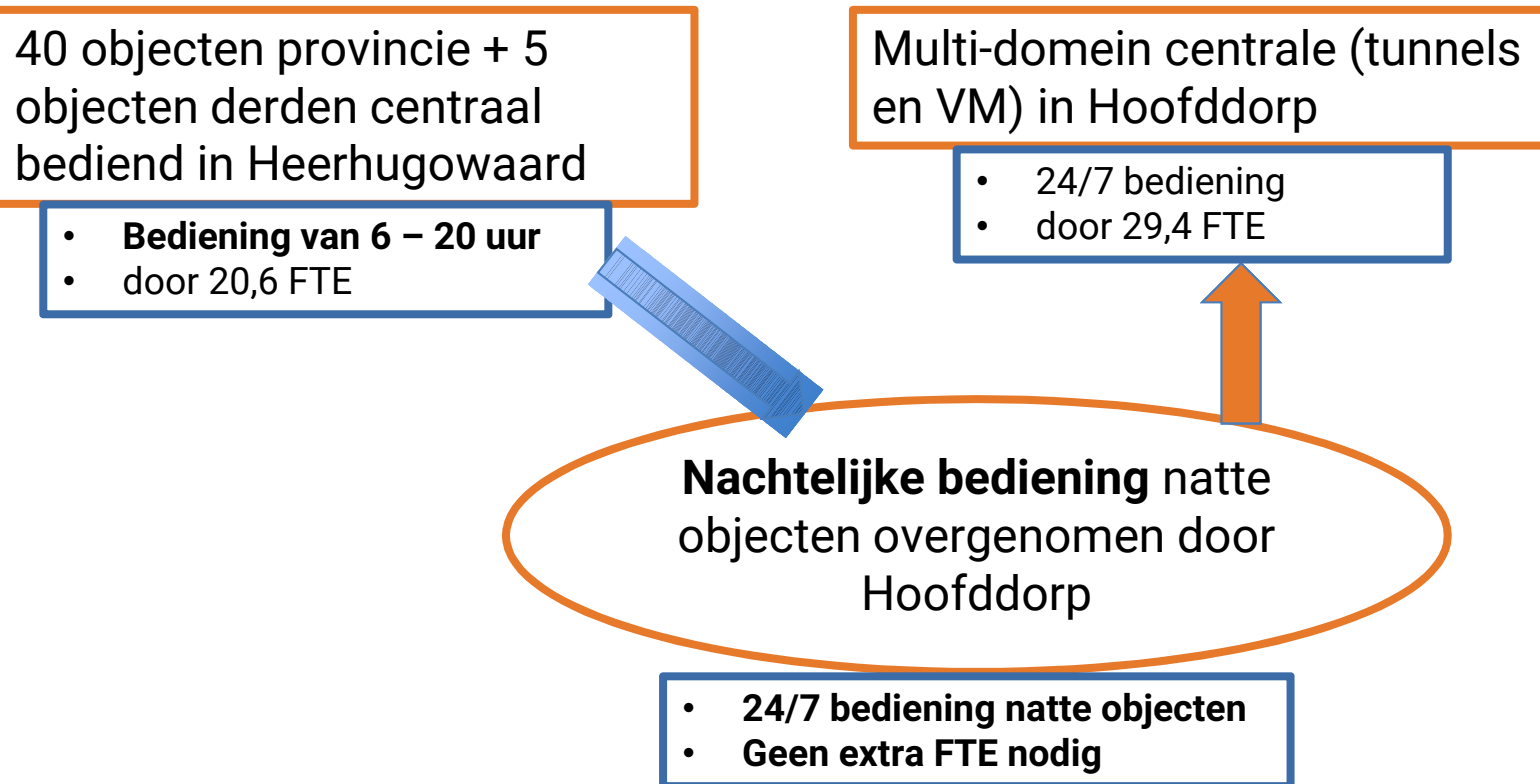 40 objecten provincie + 5
objecten derden centraal
bediend in Heerhugowaard
• Bediening van 6 – 20 uur
• door 20,6 FTE
Multi-domein centrale (tunnels
en VM) in Hoofddorp
• 24/7 bediening
• door 29,4 FTE
Nachtelijke bediening natte
objecten overgenomen door
Hoofddorp
• 24/7 bediening natte objecten
• Geen extra FTE nodig